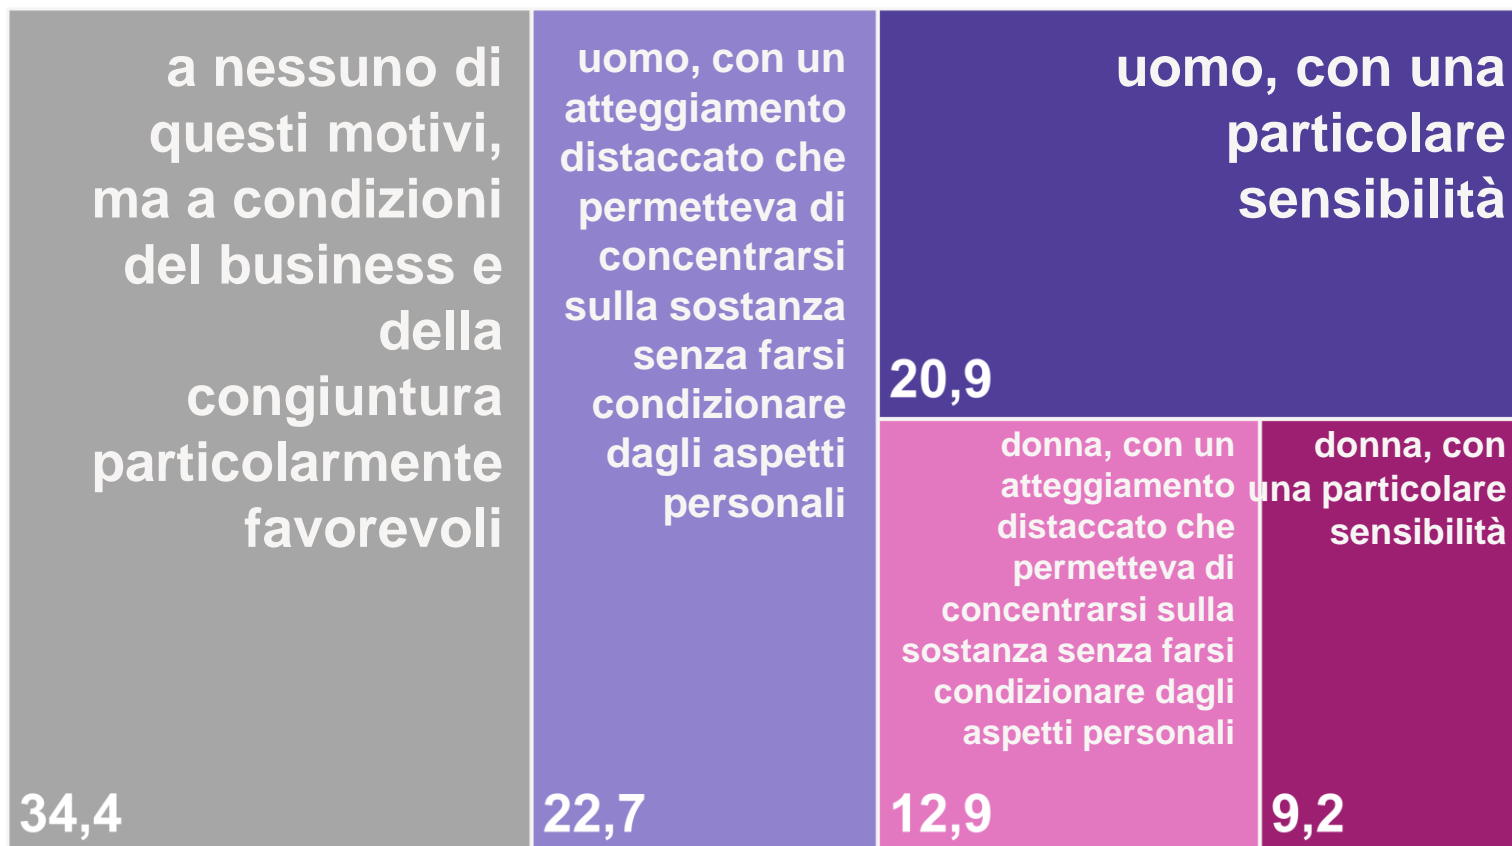 a nessuno di
questi motivi,
ma a condizioni
del business e
della
congiuntura
particolarmente
favorevoli
34,4
uomo, con un
atteggiamento
distaccato che
permetteva di
concentrarsi
sulla sostanza
senza farsi
condizionare
dagli aspetti
personali
22,7
uomo, con una
particolare
sensibilità
20,9
donna, con un
atteggiamento
distaccato che
permetteva di
concentrarsi sulla
sostanza senza farsi
condizionare dagli
aspetti personali
12,9
donna, con
una particolare
sensibilità
9,2